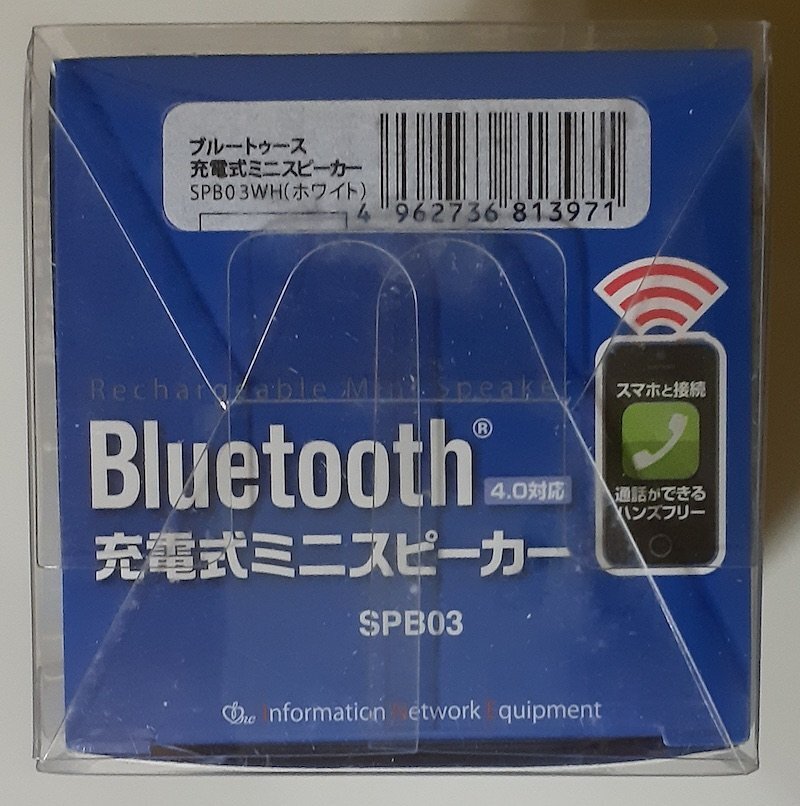 ブルートゥース
充電式ミニスピーカー
SPB03WH(ホワイト)
4 962736 813971
Rechargeable Mini Speaker
Bluetooth®
4.0対応
充電式ミニスピーカー
SPB03
スマホと接続
通話ができる
ハンズフリー
Information Network Equipment